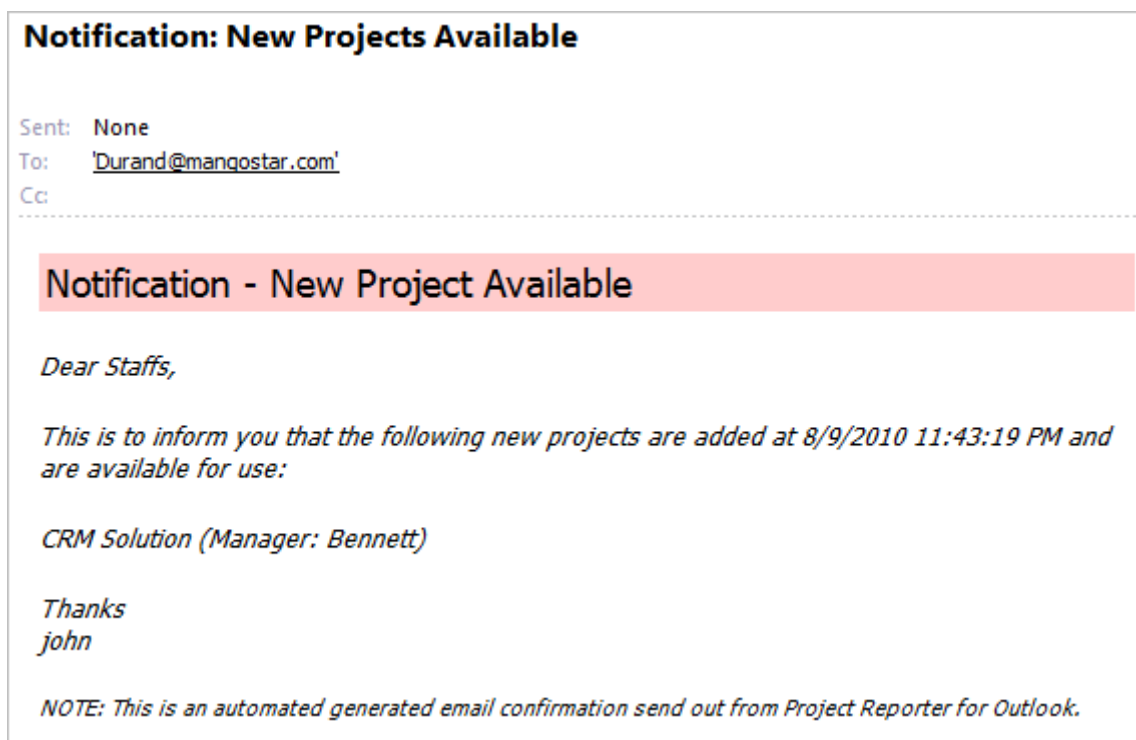 Notification: New Projects Available
Sent: None
To: 'Durand@mangostar.com'
Cc:
Notification - New Project Available
Dear Staffs,
This is to inform you that the following new projects are added at 8/9/2010 11:43:19 PM and
are available for use:
CRM Solution (Manager: Bennett)
Thanks
john
NOTE: This is an automated generated email confirmation send out from Project Reporter for Outlook.